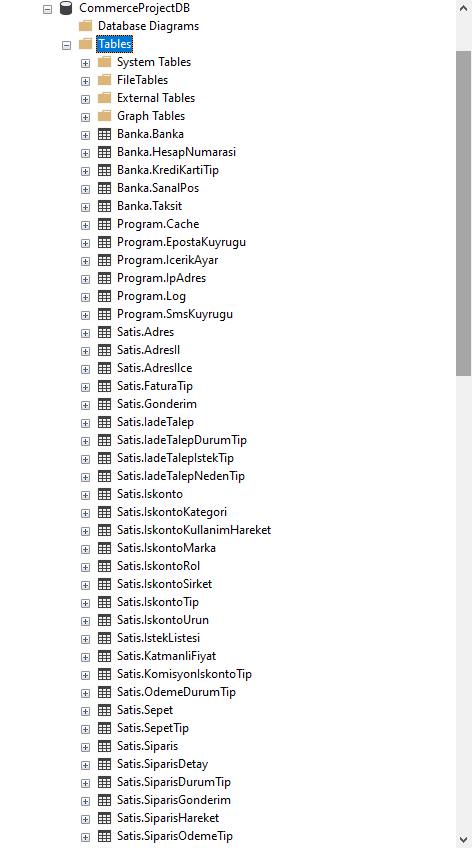 CommerceProjectDB
Database Diagrams
Tables
System Tables
FileTables
External Tables
Graph Tables
Banka.Banka
Banka.HesapNumarasi
Banka.KrediKartiTip
Banka.SanalPos
Banka.Taksit
Program.Cache
Program.EpostaKuyrugu
Program.IcerikAyar
Program.IpAdres
Program.Log
Program.SmsKuyrugu
Satis.Adres
Satis.AdresIl
Satis.AdresIlce
Satis.FaturaTip
Satis.Gonderim
Satis.IadeTalep
Satis.IadeTalepDurumTip
Satis.IadeTalepIstekTip
Satis.IadeTalepNedenTip
Satis.Iskonto
Satis.IskontoKategori
Satis.IskontoKullanimHareket
Satis.IskontoMarka
Satis.IskontoRol
Satis.IskontoSirket
Satis.IskontoTip
Satis.IskontoUrun
Satis.IstekListesi
Satis.KatmanliFiyat
Satis.KomisyonIskontoTip
Satis.OdemeDurumTip
Satis.Sepet
Satis.SepetTip
Satis.Siparis
Satis.SiparisDetay
Satis.SiparisDurumTip
Satis.SiparisGonderim
Satis.SiparisHareket
Satis.SiparisOdemeTip